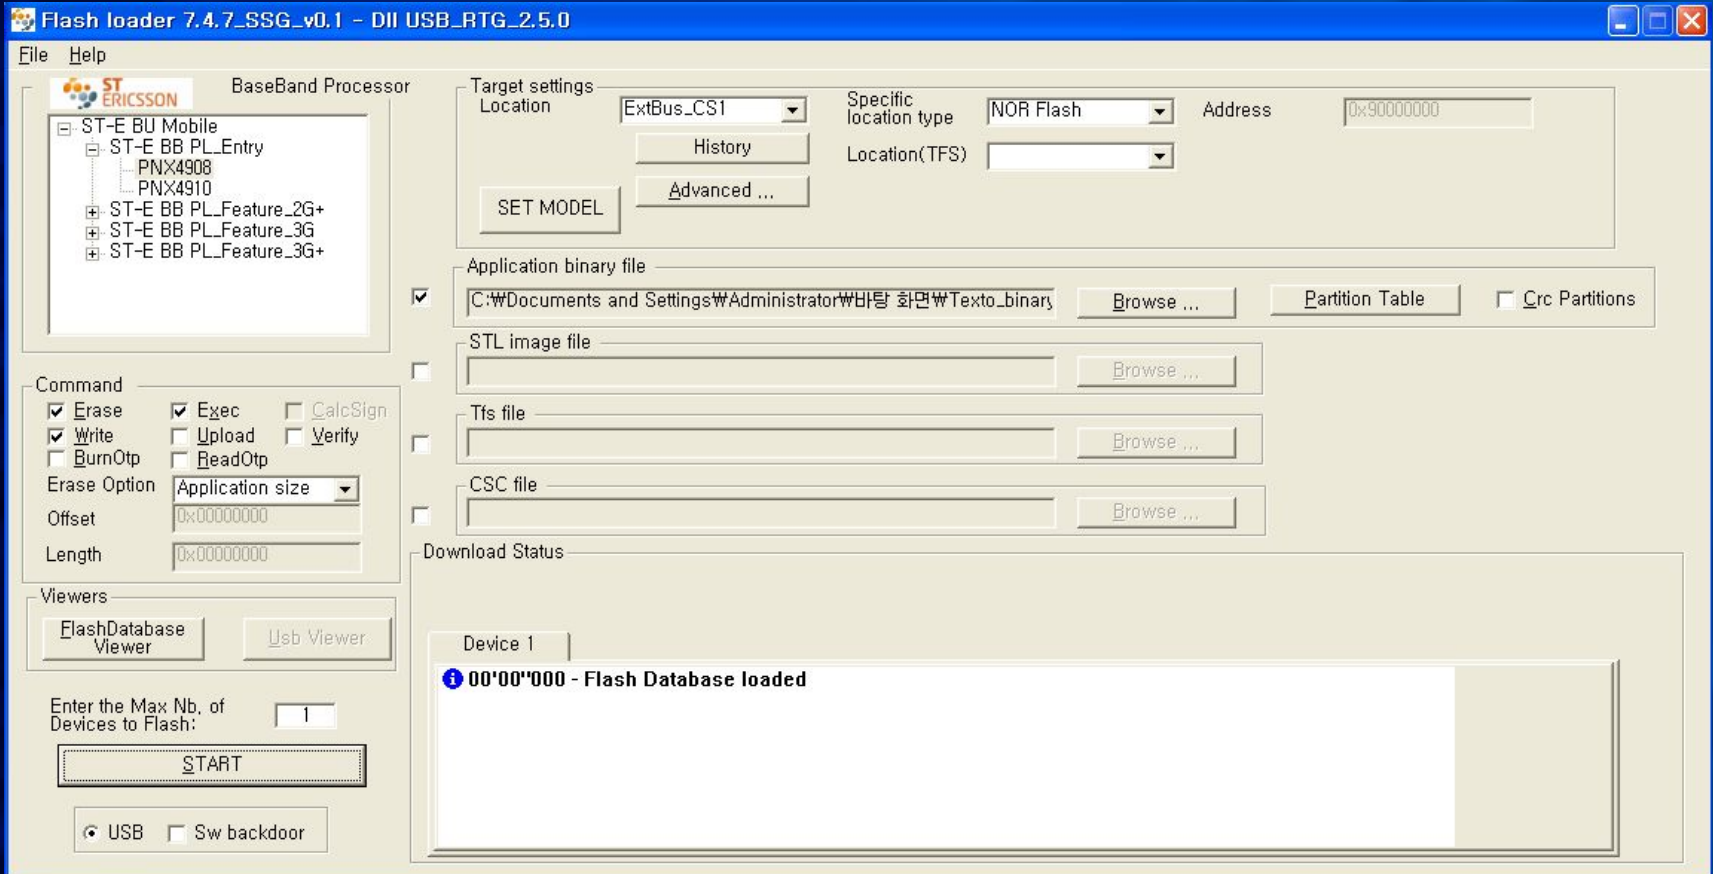 Flash loader 7.4.7_SSG_v0.1 - Dll USB_RTG_2.5.0
File Help
ST
ERICSSON
BaseBand Processor
ST-E BU Mobile
ST-E BB PL_Entry
PNX4908
PNX4910
ST-E BB PL_Feature_2G+
ST-E BB PL_Feature_3G
ST-E BB PL_Feature_3G+
Target settings
Location
ExtBus_CS1
Specific
location type
NOR Flash
Address
0x90000000
History
Location(TFS)
Advanced ...
SET MODEL
Application binary file
C:₩Documents and Settings₩Administrator₩바탕 화면₩Texto_binary
Browse ...
Partition Table
Crc Partitions
STL image file
Browse ...
Tfs file
Browse ...
CSC file
Browse ...
Command
Erase Exec CalcSign
Write Upload Verify
BurnOtp ReadOtp
Erase Option Application size
Offset 0x00000000
Length 0x00000000
Viewers
FlashDatabase
Viewer
Usb Viewer
Enter the Max Nb. of
Devices to Flash:
1
START
USB Sw backdoor
Download Status
Device 1
00'00"000 - Flash Database loaded